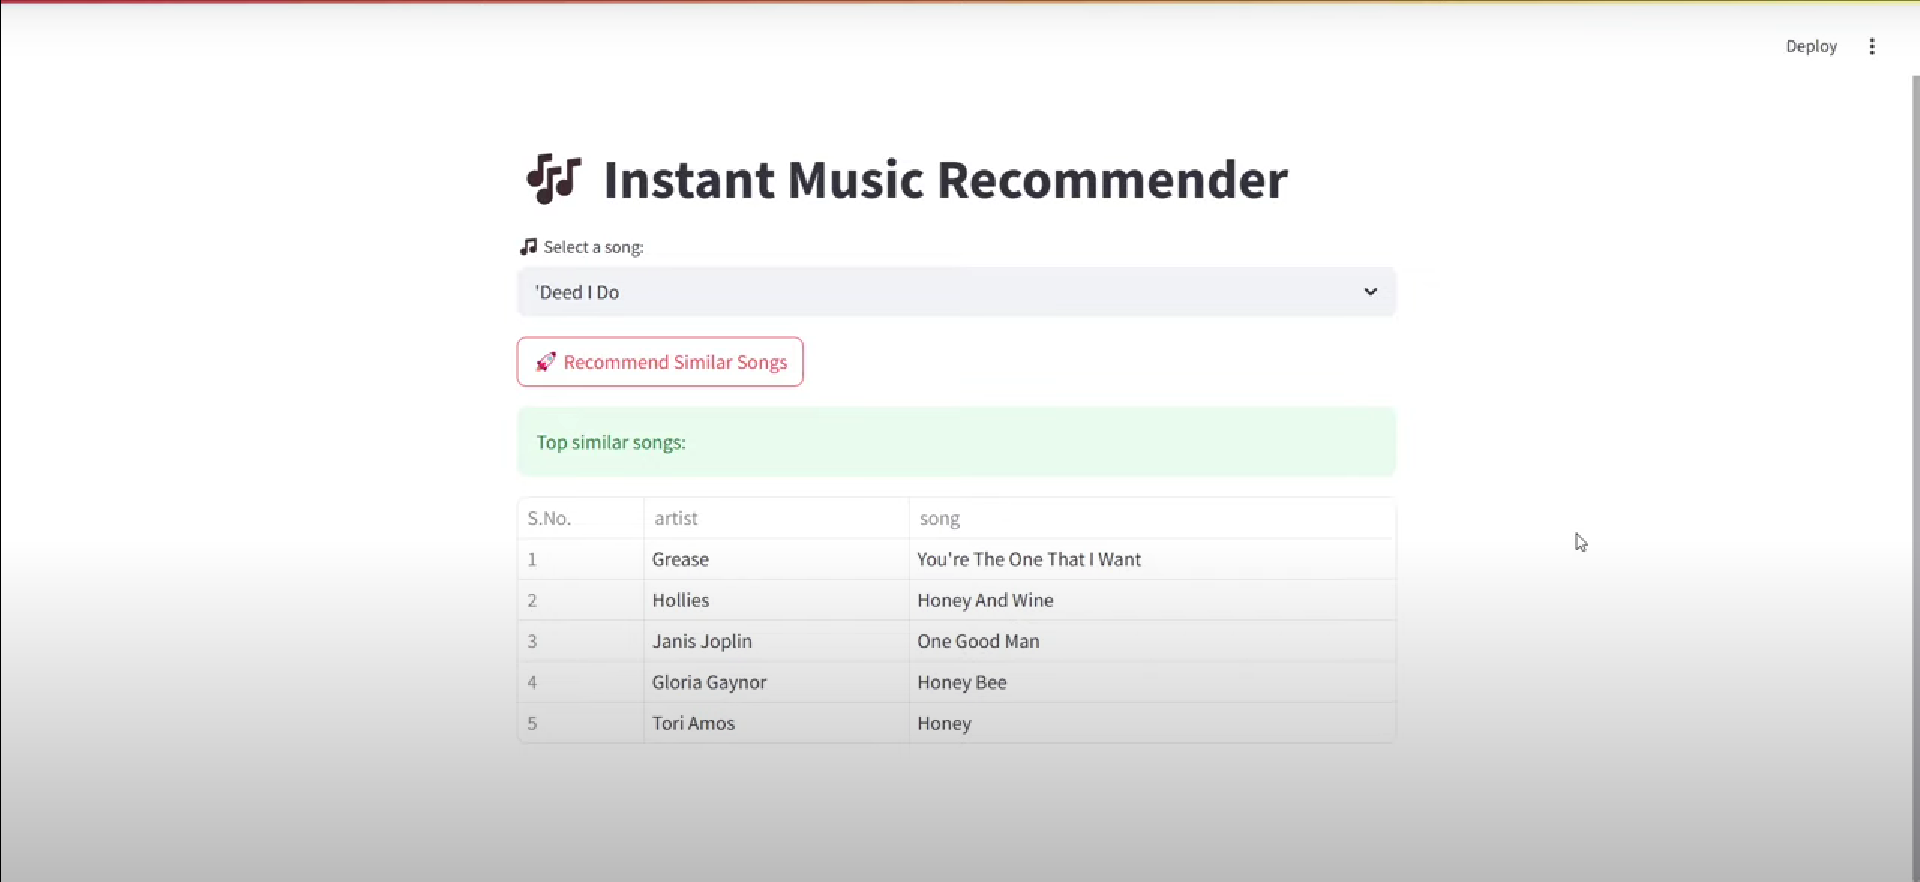 Deploy
Instant Music Recommender
Select a song:
'Deed I Do
Recommend Similar Songs
Top similar songs:
S.No. artist song
1 Grease You're The One That I Want
2 Hollies Honey And Wine
3 Janis Joplin One Good Man
4 Gloria Gaynor Honey Bee
5 Tori Amos Honey